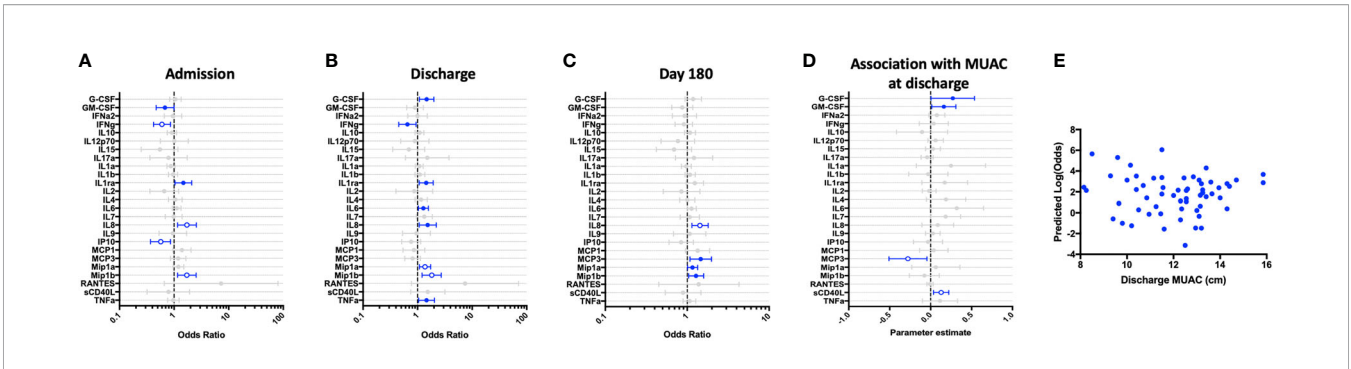 A
Admission
G-CSF
GM-CSF
IFNa2
IFNg
IL10
IL12p70
IL15
IL17a
IL1a
IL1b
IL1ra
IL2
IL4
IL6
IL7
IL8
IL9
IP10
MCP1
MCP3
Mip1a
Mip1b
RANTES
sCD40L
TNFa
0.1
1
10
100
Odds Ratio
B
Discharge
G-CSF
GM-CSF
IFNa2
IFNg
IL10
IL12p70
IL15
IL17a
IL1a
IL1b
IL1ra
IL2
IL4
IL6
IL7
IL8
IL9
IP10
MCP1
MCP3
Mip1a
Mip1b
RANTES
sCD40L
TNFa
0.1
1
10
100
Odds Ratio
C
Day 180
G-CSF
GM-CSF
IFNa2
IFNg
IL10
IL12p70
IL15
IL17a
IL1a
IL1b
IL1ra
IL2
IL4
IL6
IL7
IL8
IL9
IP10
MCP1
MCP3
Mip1a
Mip1b
RANTES
sCD40L
TNFa
0.1
1
10
Odds Ratio
D
Association with MUAC
at discharge
G-CSF
GM-CSF
IFNa2
IFNg
IL10
IL12p70
IL15
IL17a
IL1a
IL1b
IL1ra
IL2
IL4
IL6
IL7
IL8
IL9
IP10
MCP1
MCP3
Mip1a
Mip1b
RANTES
sCD40L
TNFa
-1.0
-0.5
0.0
0.5
1.0
Parameter estimate
E
Predicted Log(Odds)
8
6
4
2
0
-2
-4
8
10
12
14
16
Discharge MUAC (cm)